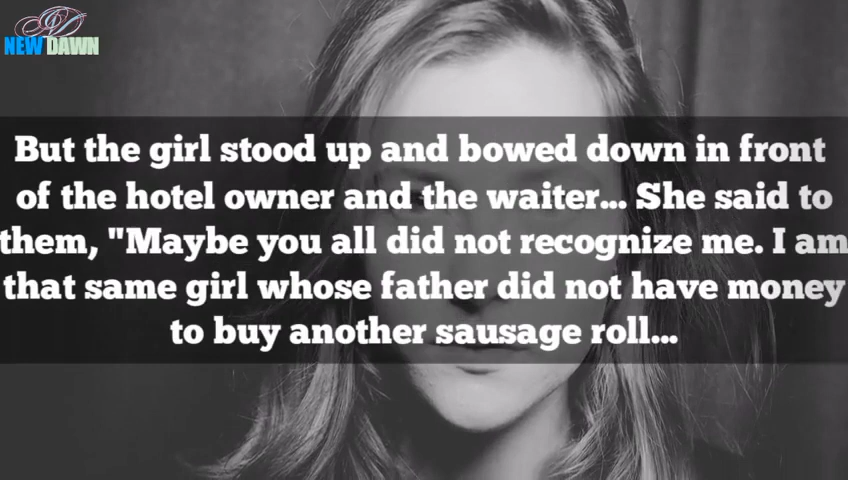 NEW DAWN
But the girl stood up and bowed down in front
of the hotel owner and the waiter... She said to
them, "Maybe you all did not recognize me. I am
that same girl whose father did not have money
to buy another sausage roll...